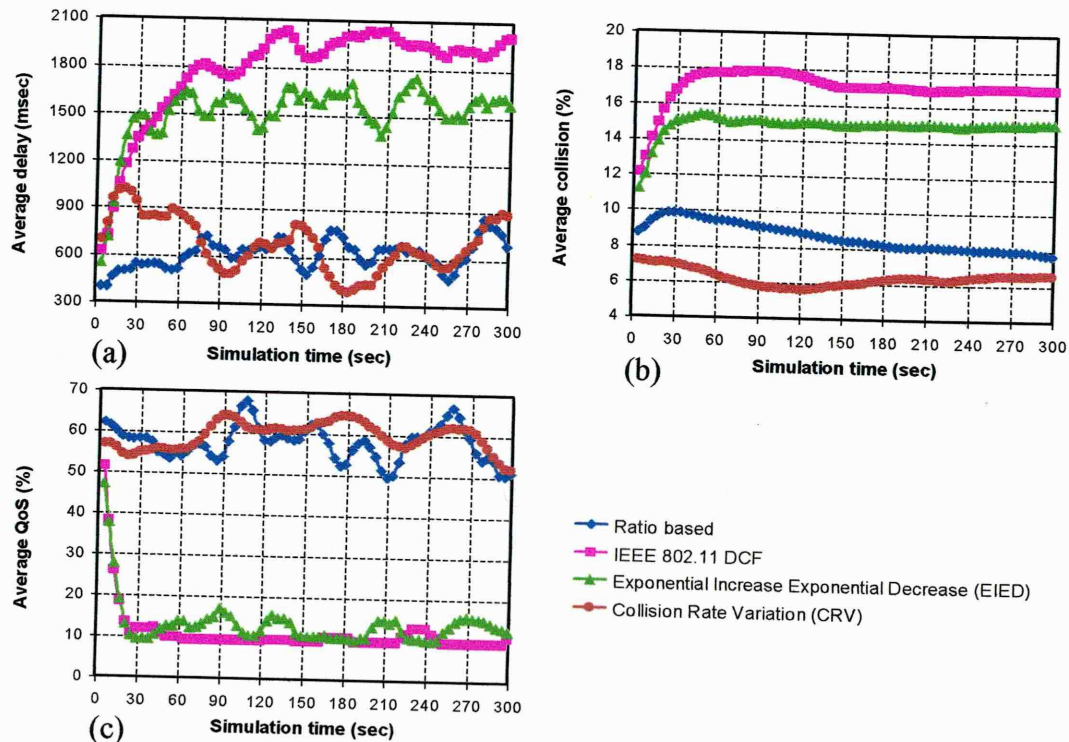 Average delay (msec)
2100
1800
1500
1200
900
600
300
0 30 60 90 120 150 180 210 240 270 300
(a)
Simulation time (sec)
Average collision (%)
20
18
16
14
12
10
8
6
4
0 30 60 90 120 150 180 210 240 270 300
(b)
Simulation time (sec)
Average QoS (%)
70
60
50
40
30
20
10
0
0 30 60 90 120 150 180 210 240 270 300
(c)
Simulation time (sec)
Ratio based
IEEE 802.11 DCF
Exponential Increase Exponential Decrease (EIED)
Collision Rate Variation (CRV)